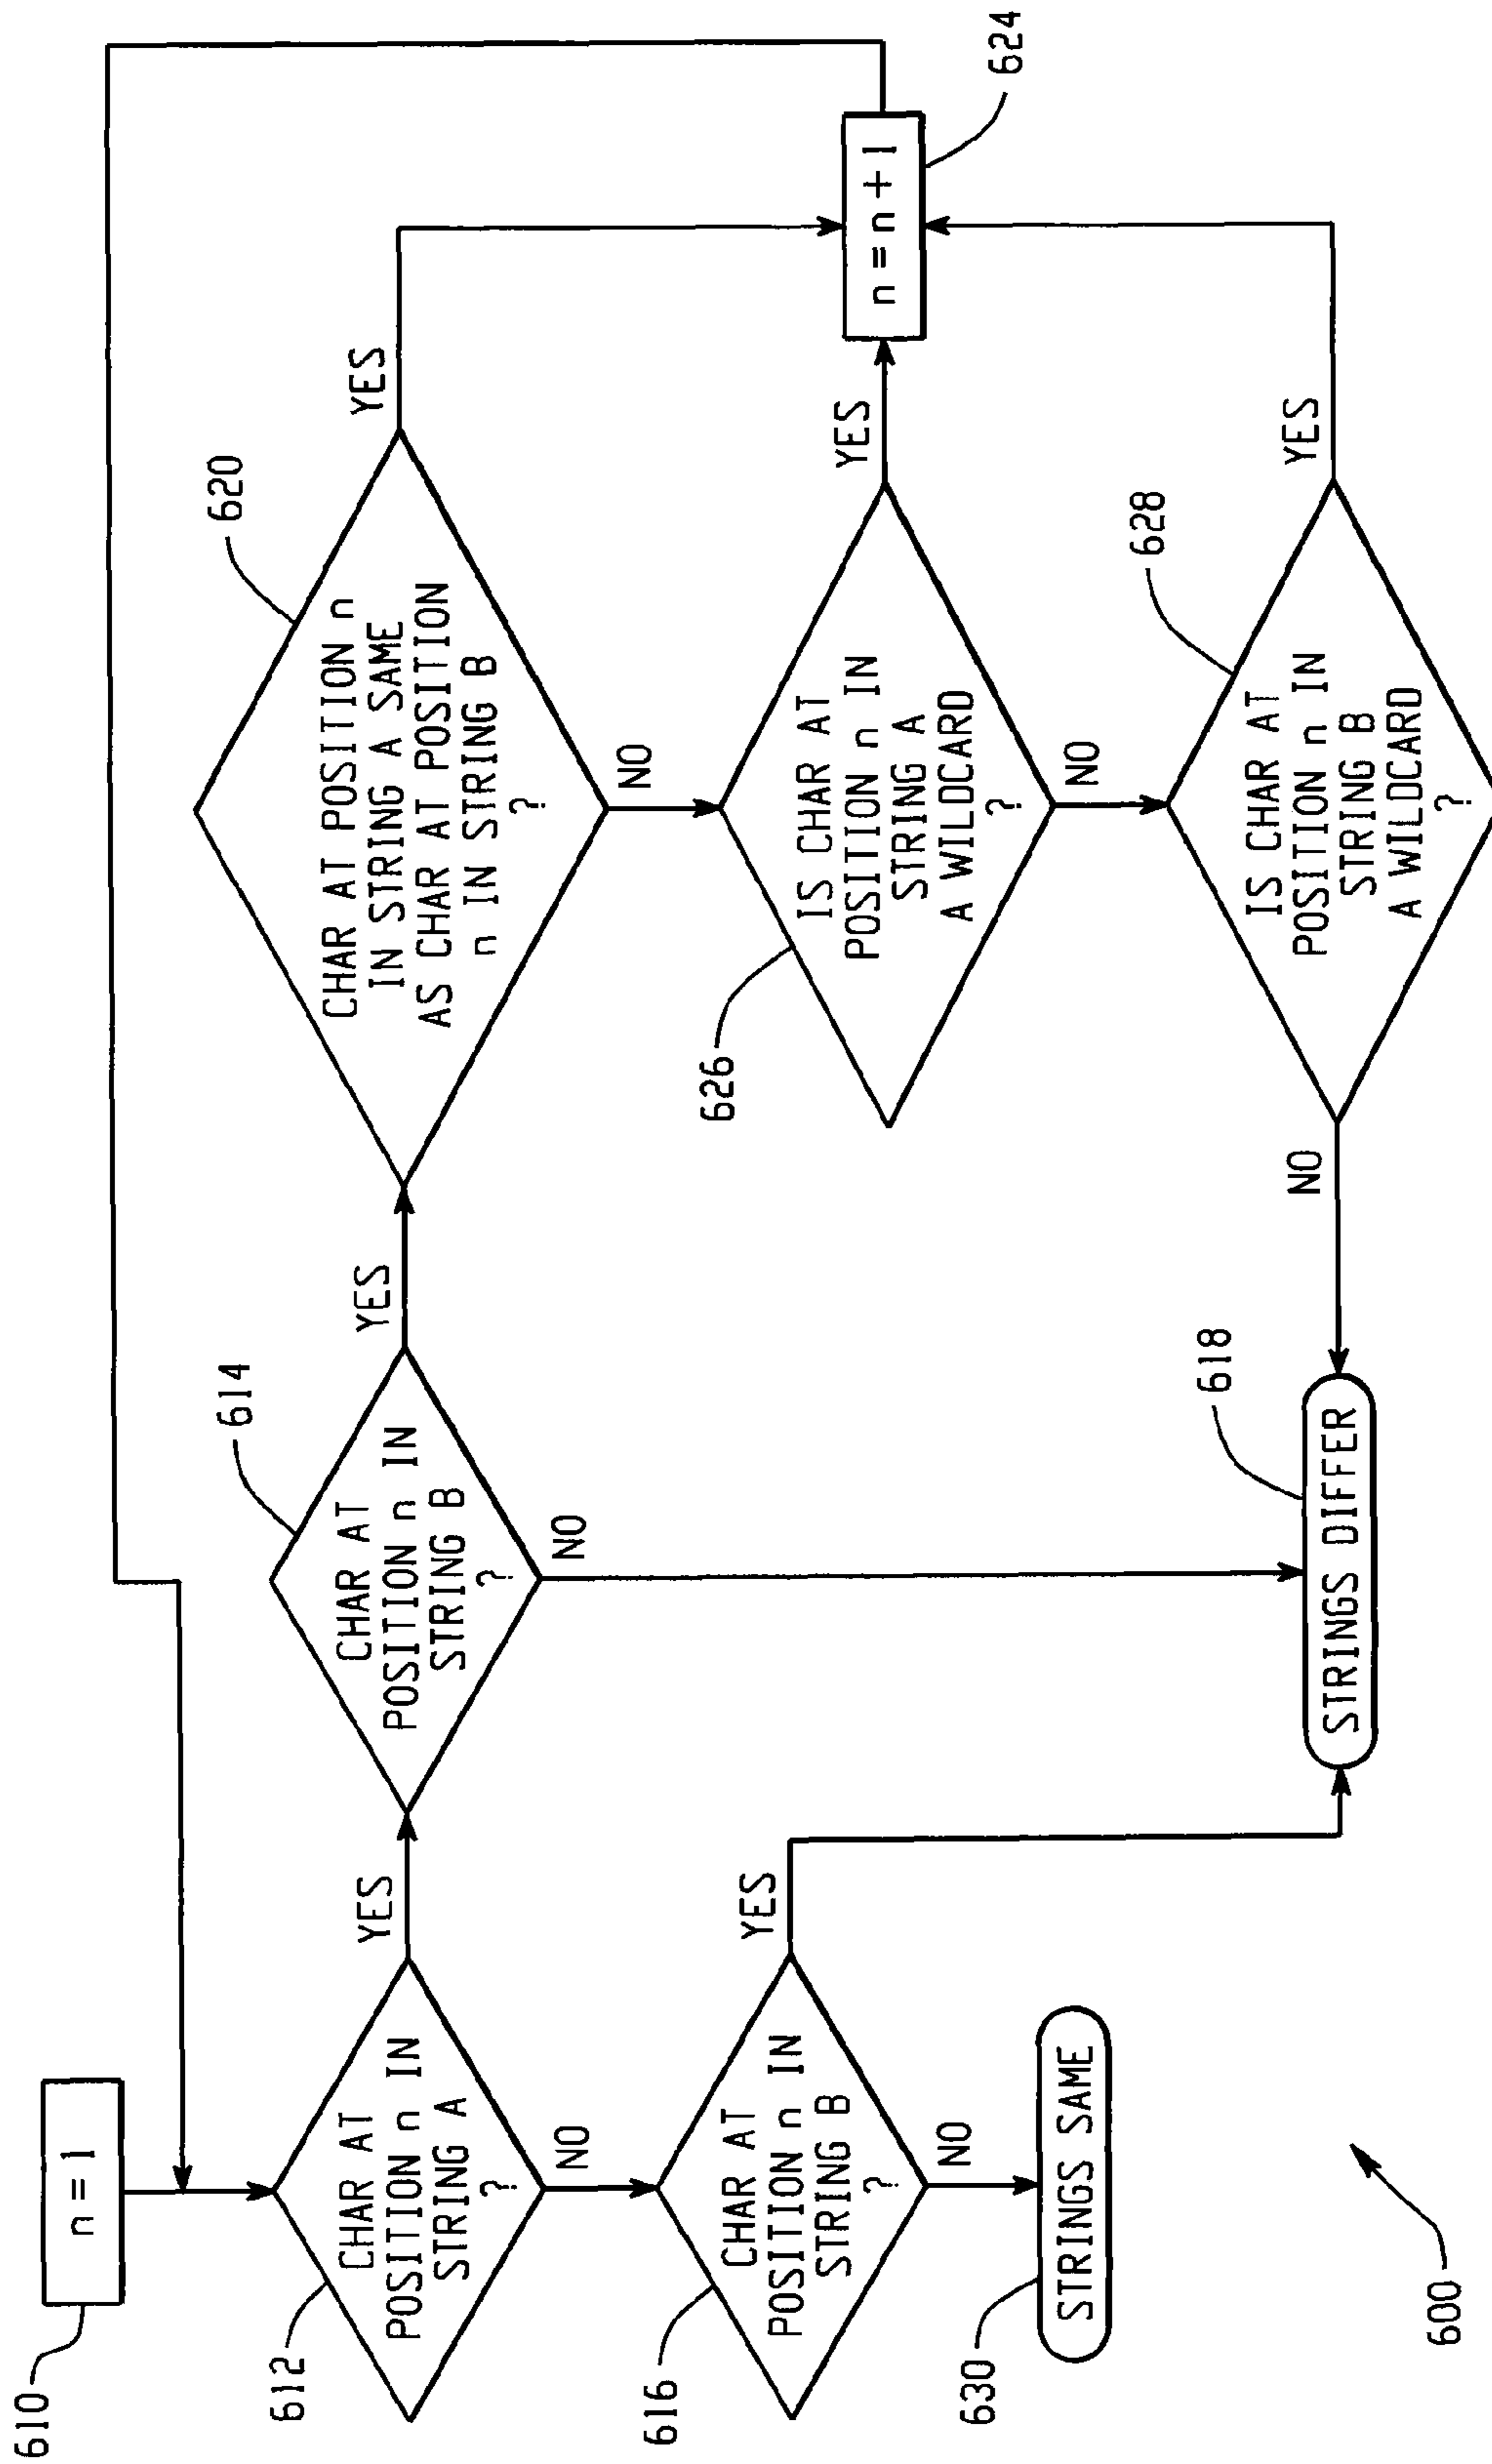 610
n = 1
612
CHAR AT
POSITION n IN
STRING A
?
YES
NO
614
CHAR AT
POSITION n IN
STRING B
?
YES
NO
620
CHAR AT POSITION n
IN STRING A SAME
AS CHAR AT POSITION
n IN STRING B
?
YES
NO
616
CHAR AT
POSITION n IN
STRING B
?
YES
NO
626
IS CHAR AT
POSITION n IN
STRING A
A WILDCARD
?
YES
NO
n = n + 1
624
630
STRINGS SAME
618
STRINGS DIFFER
NO
628
IS CHAR AT
POSITION n IN
STRING B
A WILDCARD
?
YES
600